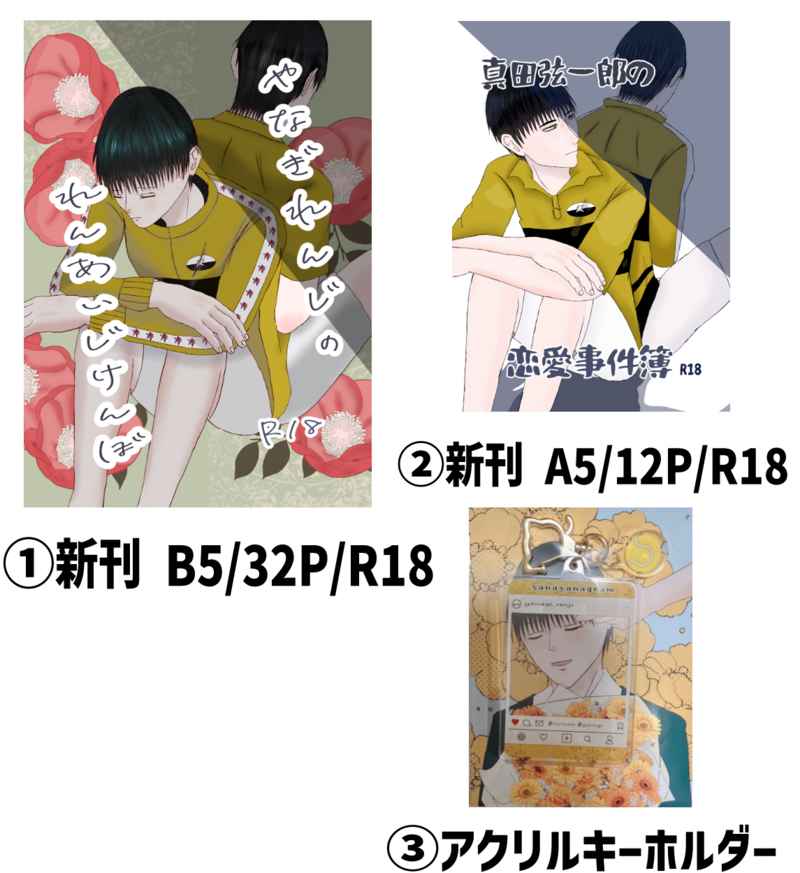 やなぎれんじの
れんあいじけんぼ
R18
①新刊 B5/32P/R18
真田弦一郎の
恋愛事件簿 R18
②新刊 A5/12P/R18
sanasanagram
③アクリルキーホルダー